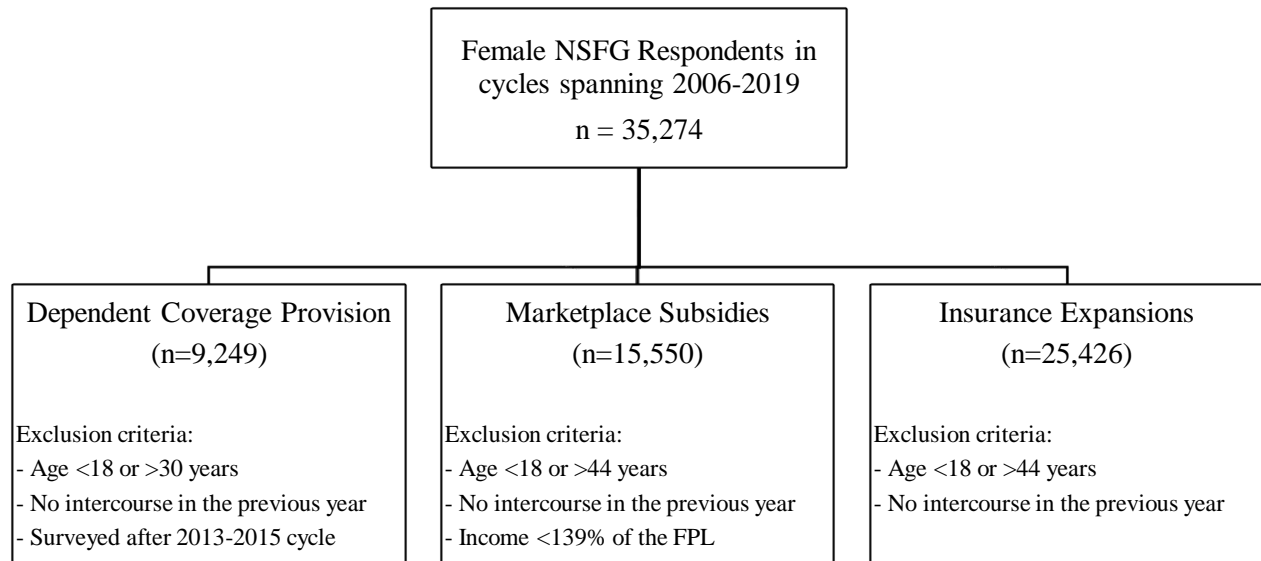 Female NSFG Respondents in
cycles spanning 2006-2019
n = 35,274
Dependent Coverage Provision
(n=9,249)
Exclusion criteria:
- Age <18 or >30 years
- No intercourse in the previous year
- Surveyed after 2013-2015 cycle
Marketplace Subsidies
(n=15,550)
Exclusion criteria:
- Age <18 or >44 years
- No intercourse in the previous year
- Income <139% of the FPL
Insurance Expansions
(n=25,426)
Exclusion criteria:
- Age <18 or >44 years
- No intercourse in the previous year